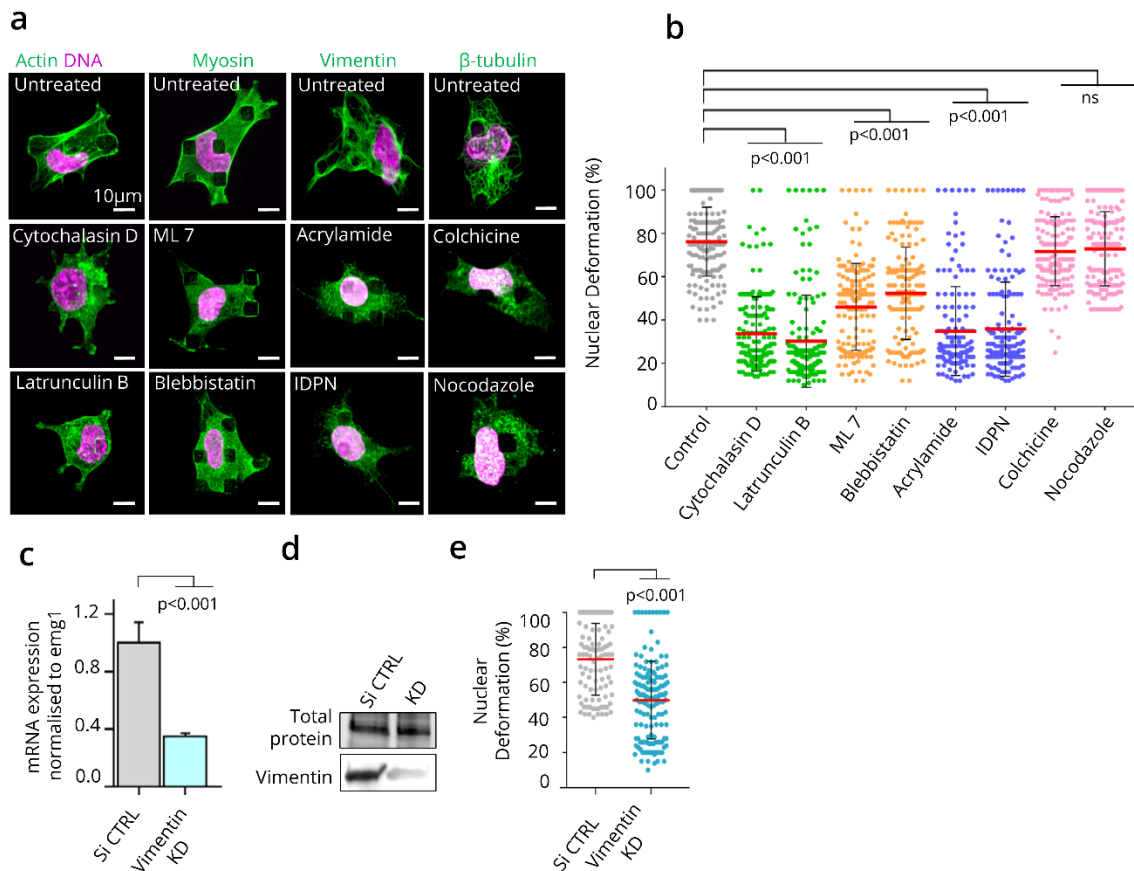 a
Actin DNA
Myosin
Vimentin
β-tubulin
Untreated
Untreated
Untreated
Untreated
10µm
Cytochalasin D
ML 7
Acrylamide
Colchicine
Latrunculin B
Blebbistatin
IDPN
Nocodazole
b
ns
p<0.001
p<0.001
p<0.001
Nuclear Deformation (%)
100
80
60
40
20
0
Control
Cytochalasin D
Latrunculin B
ML 7
Blebbistatin
Acrylamide
IDPN
Colchicine
Nocodazole
c
p<0.001
mRNA expression
normalised to emg1
1.2
0.8
0.4
0.0
Si CTRL
Vimentin
KD
d
Si CTRL
KD
Total
protein
Vimentin
e
p<0.001
Nuclear
Deformation (%)
100
80
60
40
20
0
Si CTRL
Vimentin
KD